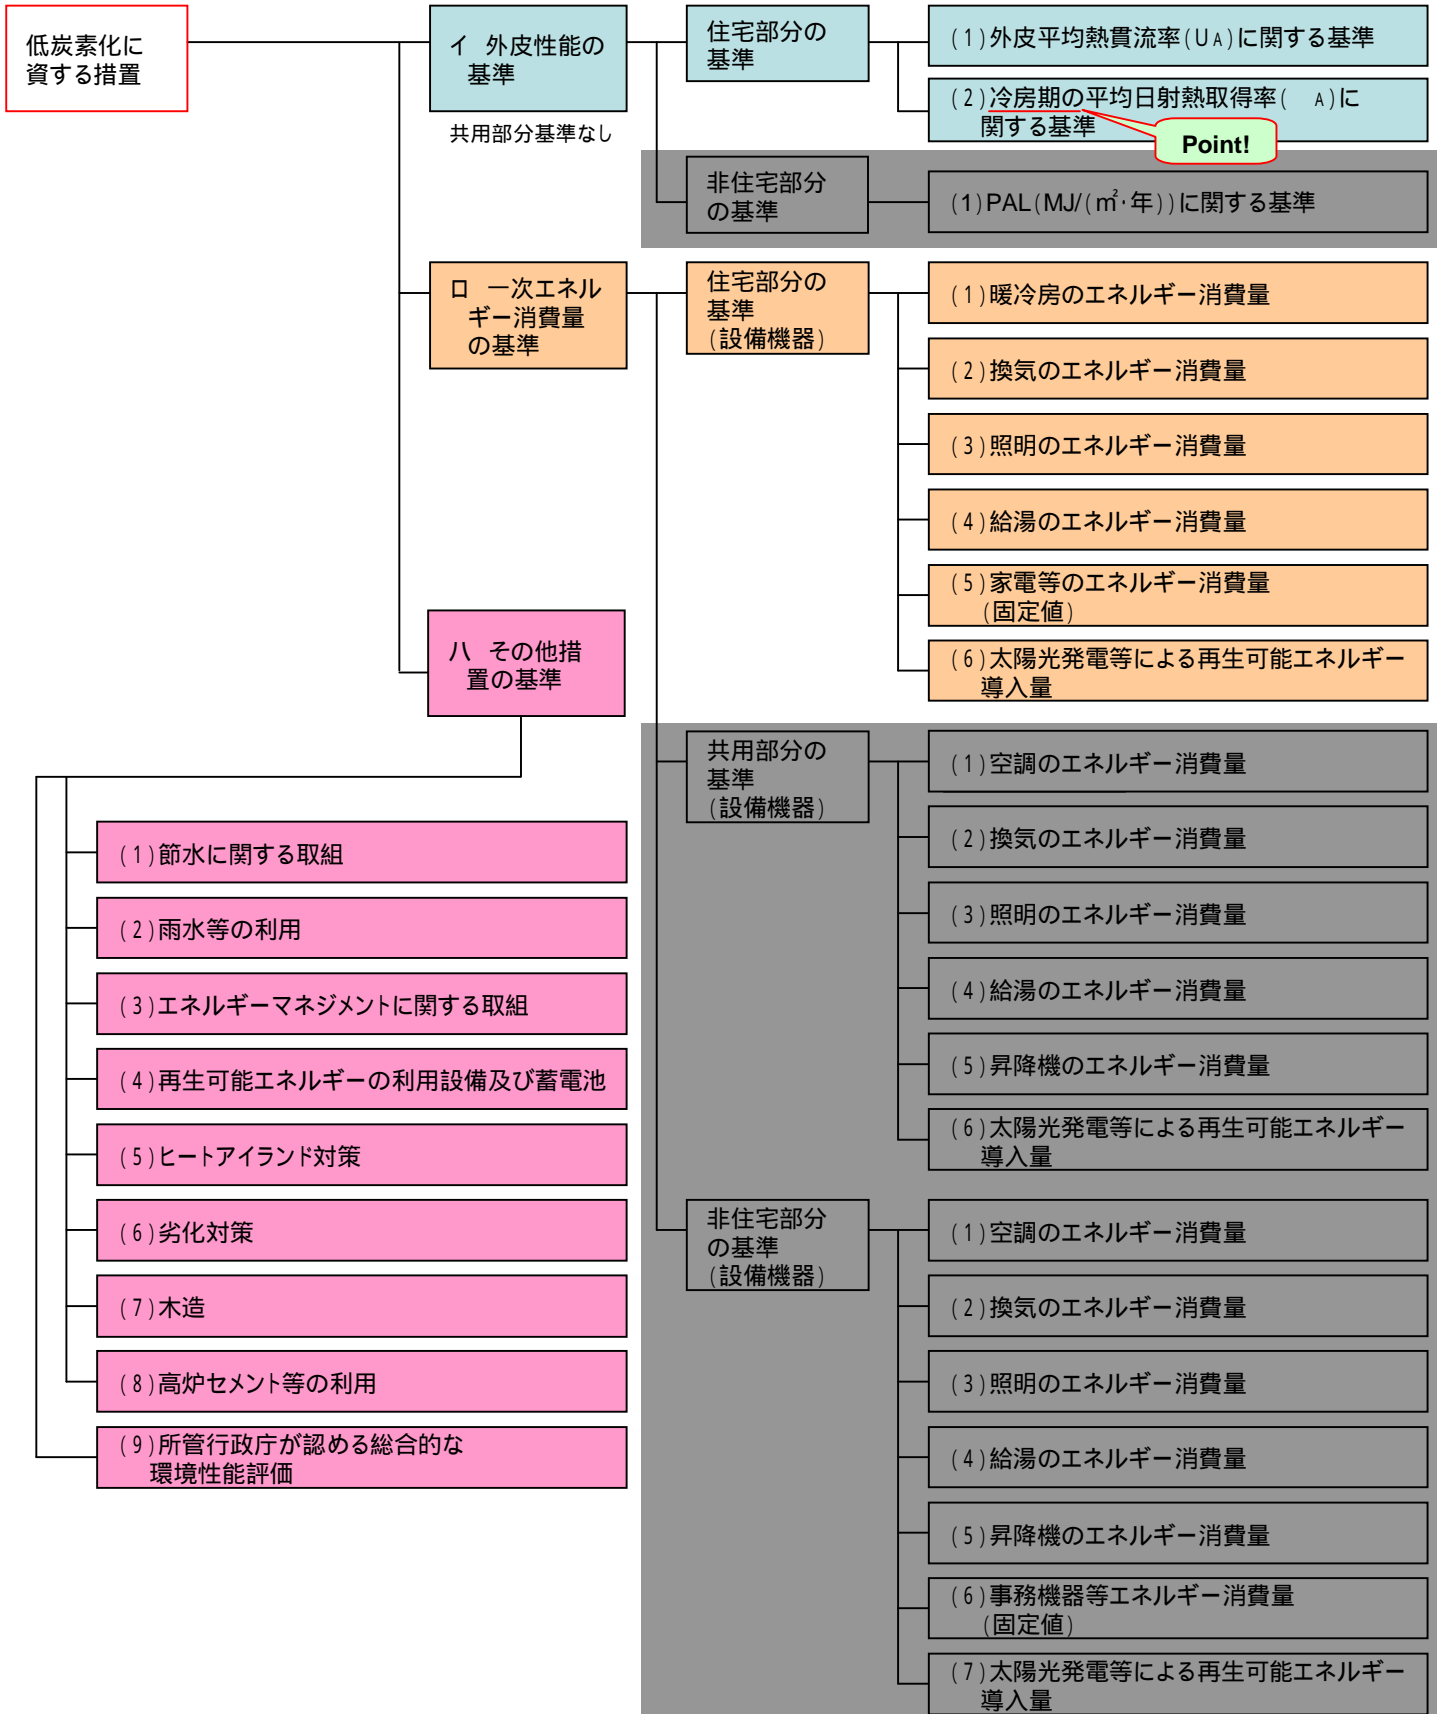 低炭素化に
資する措置
イ 外皮性能の
基準
共用部分基準なし
住宅部分の
基準
(1)外皮平均熱貫流率(UA)に関する基準
(2)冷房期の平均日射熱取得率( A)に
関する基準
Point!
非住宅部分
の基準
(1)PAL(MJ/(㎡・年))に関する基準
ロ 一次エネル
ギー消費量
の基準
住宅部分の
基準
(設備機器)
(1)暖冷房のエネルギー消費量
(2)換気のエネルギー消費量
(3)照明のエネルギー消費量
(4)給湯のエネルギー消費量
(5)家電等のエネルギー消費量
(固定値)
(6)太陽光発電等による再生可能エネルギー
導入量
共用部分の
基準
(設備機器)
(1)空調のエネルギー消費量
(2)換気のエネルギー消費量
(3)照明のエネルギー消費量
(4)給湯のエネルギー消費量
(5)昇降機のエネルギー消費量
(6)太陽光発電等による再生可能エネルギー
導入量
非住宅部分
の基準
(設備機器)
(1)空調のエネルギー消費量
(2)換気のエネルギー消費量
(3)照明のエネルギー消費量
(4)給湯のエネルギー消費量
(5)昇降機のエネルギー消費量
(6)事務機器等エネルギー消費量
(固定値)
(7)太陽光発電等による再生可能エネルギー
導入量
ハ その他措
置の基準
(1)節水に関する取組
(2)雨水等の利用
(3)エネルギーマネジメントに関する取組
(4)再生可能エネルギーの利用設備及び蓄電池
(5)ヒートアイランド対策
(6)劣化対策
(7)木造
(8)高炉セメント等の利用
(9)所管行政庁が認める総合的な
環境性能評価